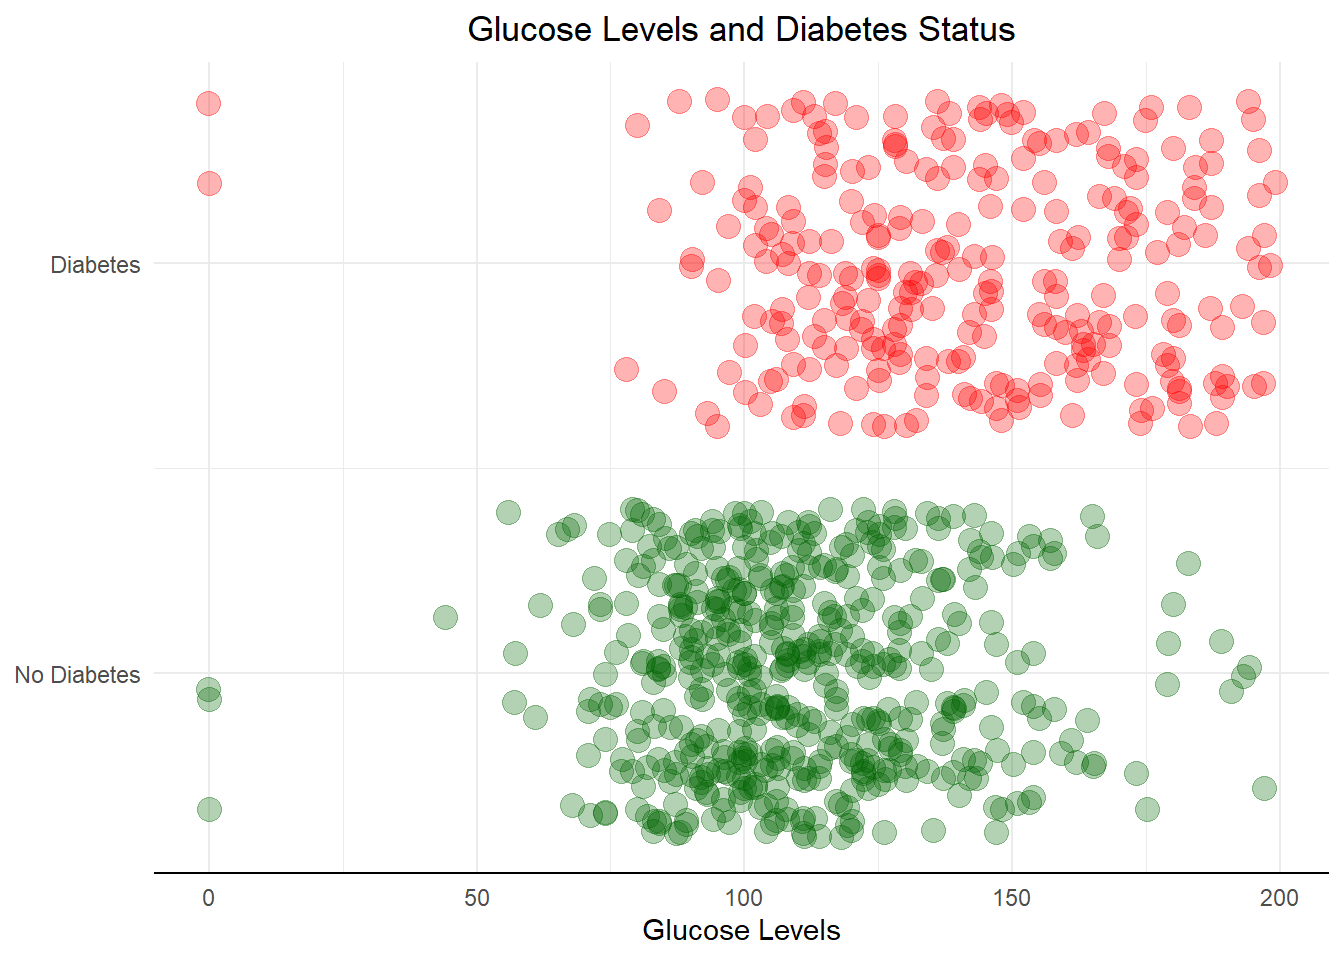 Glucose Levels and Diabetes Status
Diabetes
No Diabetes
0 50 100 150 200
Glucose Levels